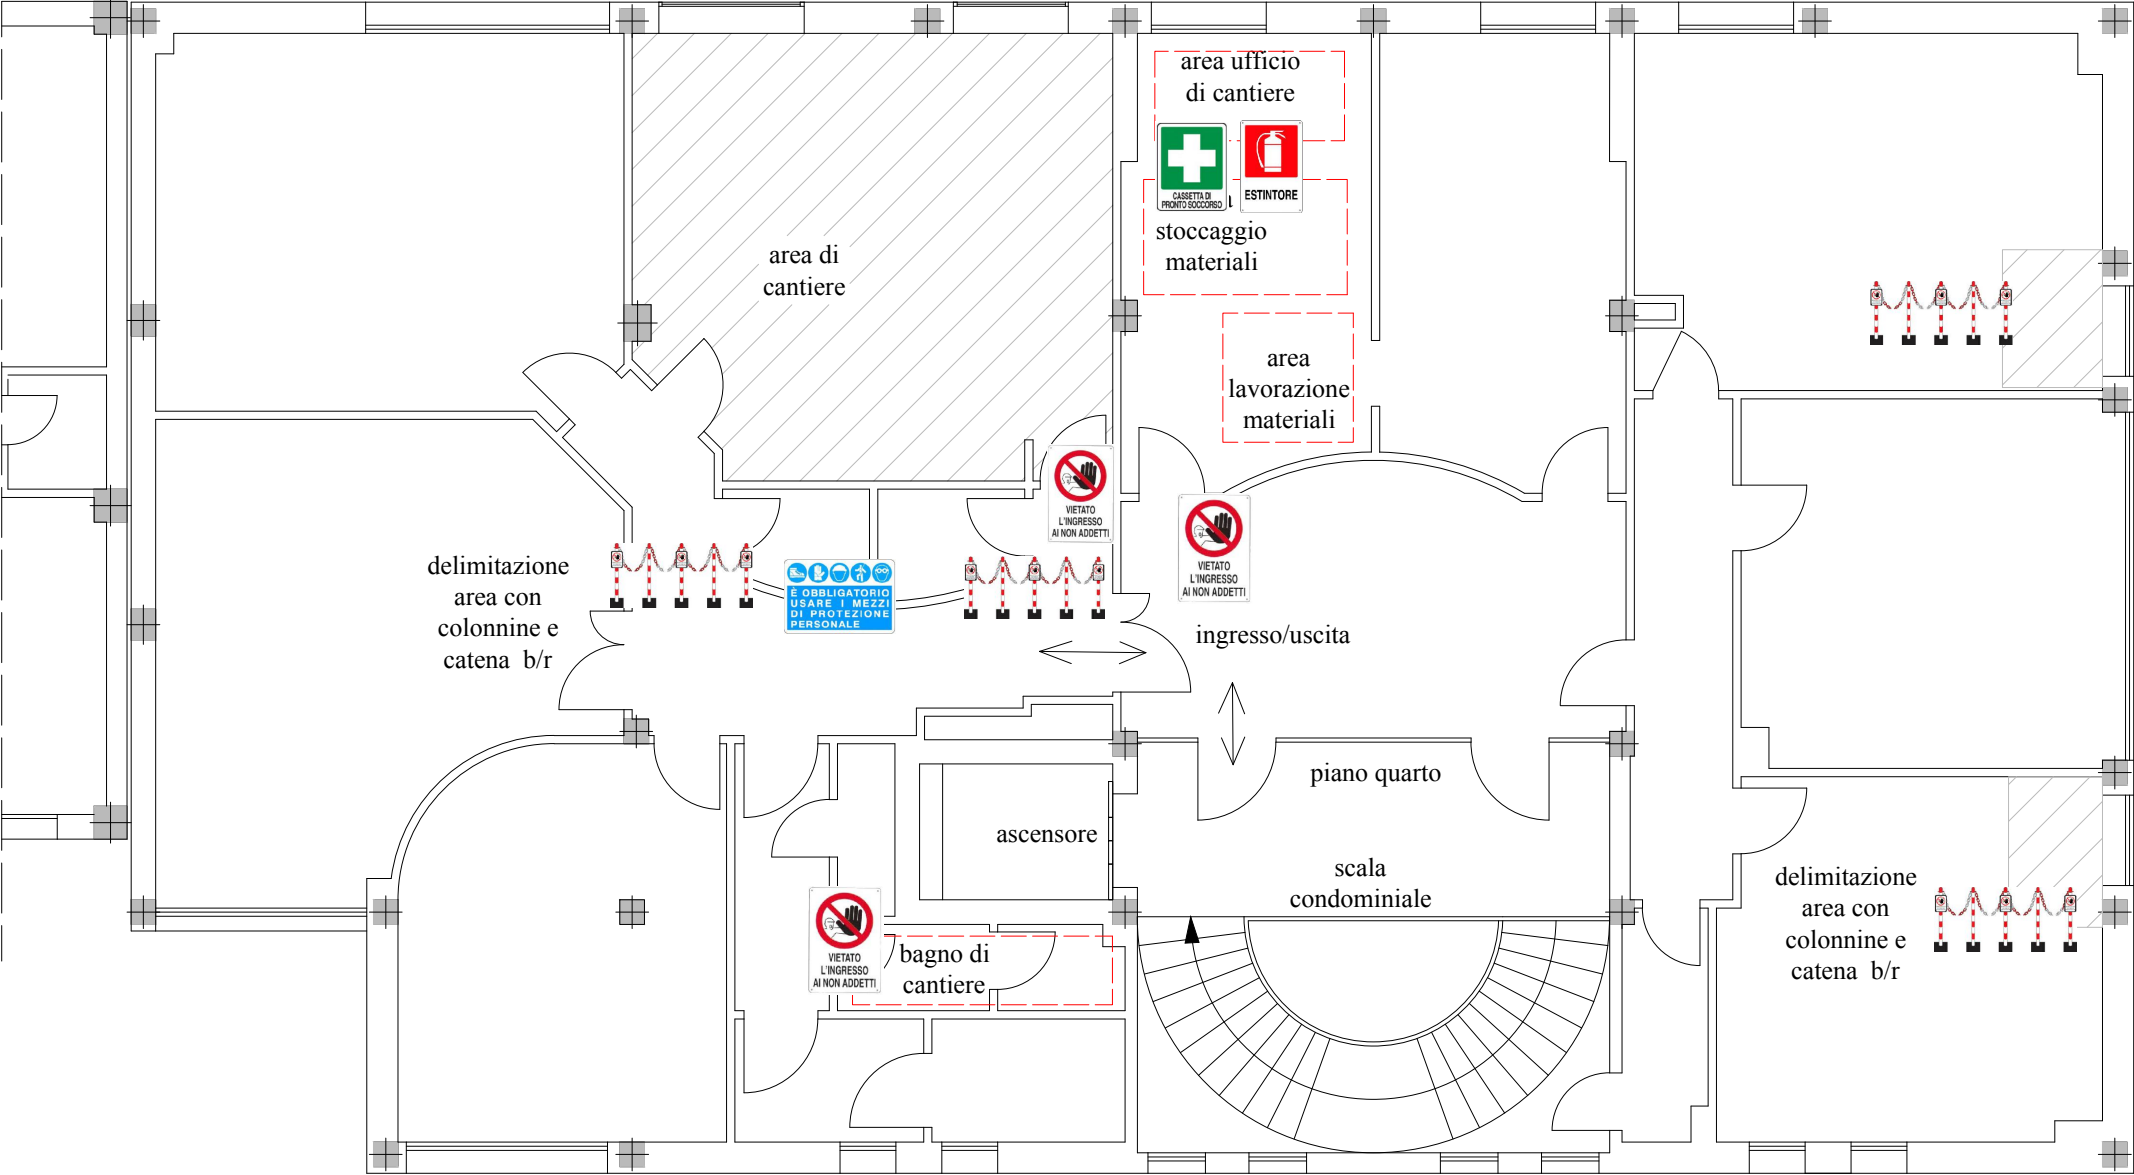 area ufficio
di cantiere
CASSETTA DI
PRONTO SOCCORSO
ESTINTORE
stoccaggio
materiali
area di
cantiere
area
lavorazione
materiali
VIETATO
L'INGRESSO
AI NON ADDETTI
VIETATO
L'INGRESSO
AI NON ADDETTI
delimitazione
area con
colonnine e
catena b/r
È OBBLIGATORIO
USARE I MEZZI
DI PROTEZIONE
PERSONALE
ingresso/uscita
piano quarto
ascensore
scala
condominiale
delimitazione
area con
colonnine e
catena b/r
VIETATO
L'INGRESSO
AI NON ADDETTI
bagno di
cantiere